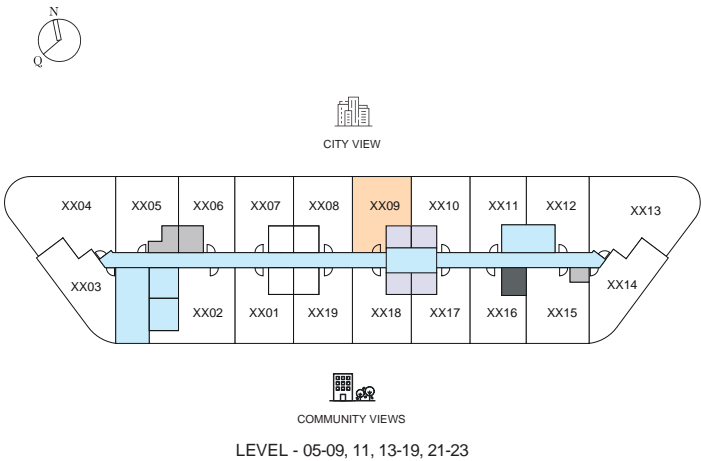 N
Q
CITY VIEW
XX04 XX05 XX06 XX07 XX08 XX09 XX10 XX11 XX12 XX13
XX03 XX14
XX02 XX01 XX19 XX18 XX17 XX16 XX15
COMMUNITY VIEWS
LEVEL - 05-09, 11, 13-19, 21-23